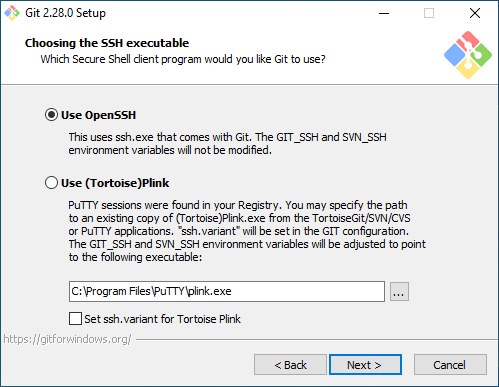 Git 2.28.0 Setup
Choosing the SSH executable
Which Secure Shell client program would you like Git to use?
Use OpenSSH
This uses ssh.exe that comes with Git. The GIT_SSH and SVN_SSH
environment variables will not be modified.
Use (Tortoise)Plink
PuTTY sessions were found in your Registry. You may specify the path
to an existing copy of (Tortoise)Plink.exe from the TortoiseGit/SVN/CVS
or PuTTY applications. "ssh.variant" will be set in the GIT configuration.
The GIT_SSH and SVN_SSH environment variables will be adjusted to point
to the following executable:
C:\Program Files\PuTTY\plink.exe
...
Set ssh.variant for Tortoise Plink
https://gitforwindows.org/
< Back
Next >
Cancel